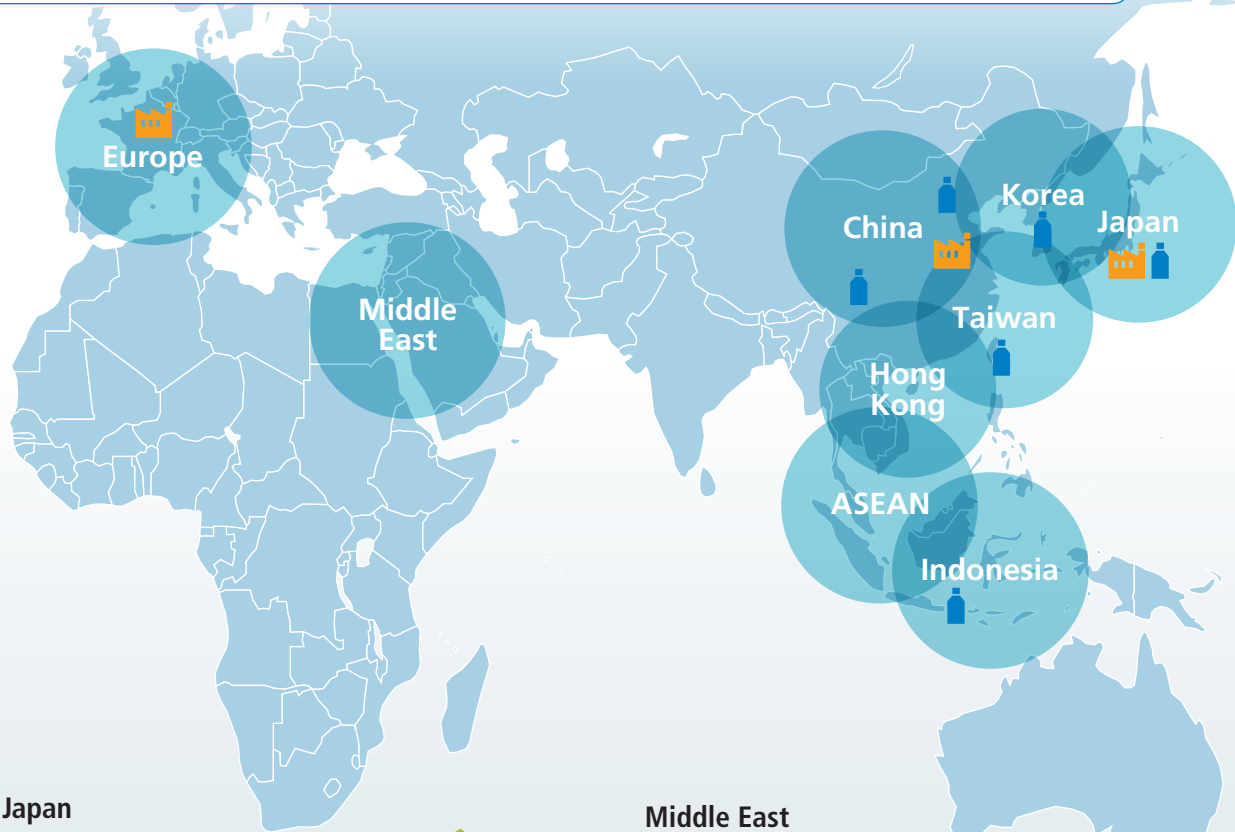 Europe
Korea
China
Japan
Middle
East
Taiwan
Hong
Kong
ASEAN
Indonesia
Japan
Middle East